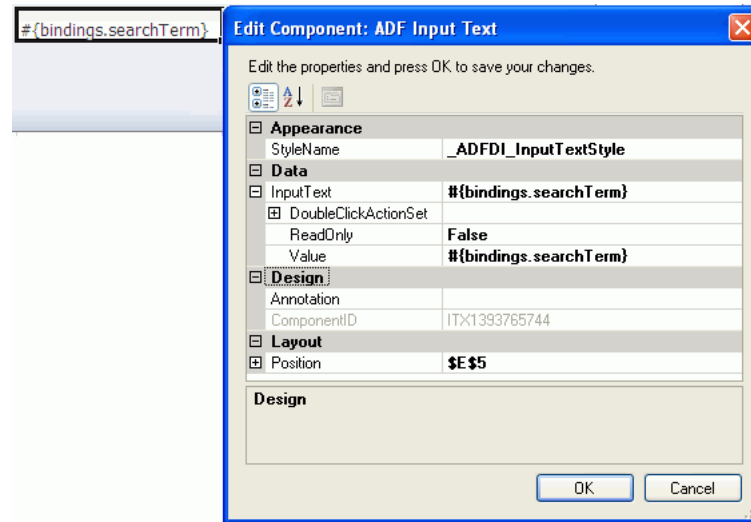 #{bindings.searchTerm}
Edit Component: ADF Input Text
Edit the properties and press OK to save your changes.
Appearance
StyleName _ADFDI_InputTextStyle
Data
InputText #{bindings.searchTerm}
DoubleClickActionSet
ReadOnly False
Value #{bindings.searchTerm}
Design
Annotation
ComponentID ITX1393765744
Layout
Position $E$5
Design
OK Cancel